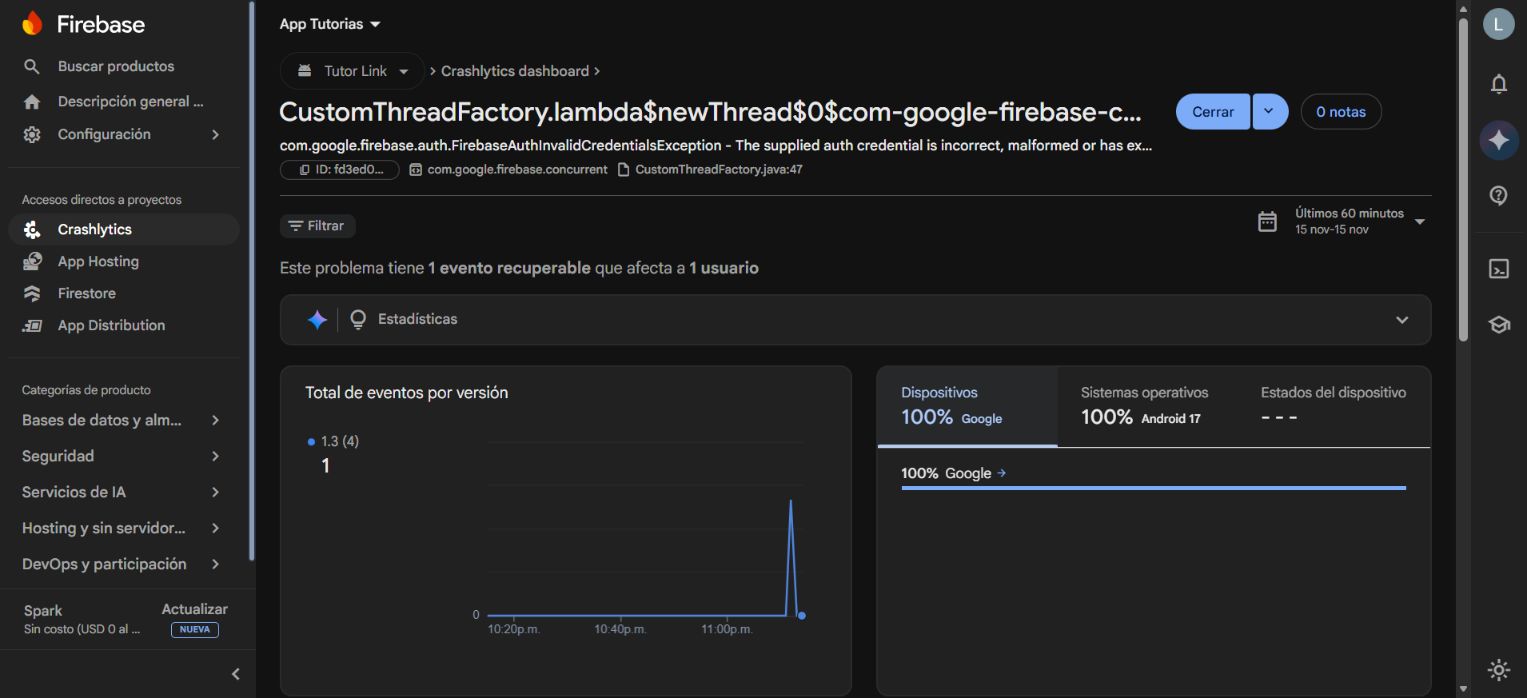 Firebase
Buscar productos
Descripción general ...
Configuración
Accesos directos a proyectos
Crashlytics
App Hosting
Firestore
App Distribution
Categorías de producto
Bases de datos y alm...
Seguridad
Servicios de IA
Hosting y sin servidor...
DevOps y participación
Spark
Sin costo (USD 0 al ...
Actualizar
NUEVA
App Tutorias
Tutor Link
Crashlytics dashboard
CustomThreadFactory.lambda$newThread$0$com-google-firebase-c...
com.google.firebase.auth.FirebaseAuthInvalidCredentialsException - The supplied auth credential is incorrect, malformed or has ex...
ID: fd3ed0... com.google.firebase.concurrent CustomThreadFactory.java:47
Cerrar
0 notas
L
Filtrar
Últimos 60 minutos
15 nov-15 nov
Este problema tiene 1 evento recuperable que afecta a 1 usuario
Estadísticas
Total de eventos por versión
1.3 (4)
1
0
10:20p.m. 10:40p.m. 11:00p.m.
Dispositivos
100% Google
Sistemas operativos
100% Android 17
Estados del dispositivo
---
100% Google